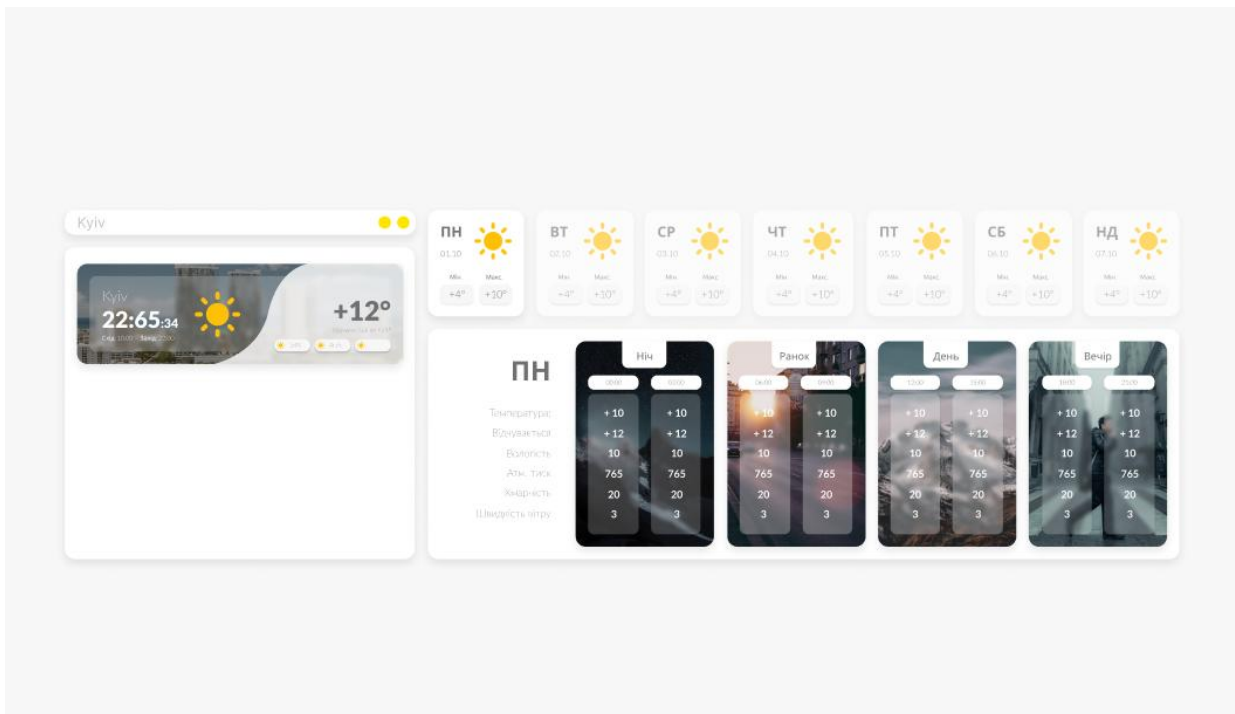 Kyiv
Kyiv
22:65:34
+12°
ПН
01.10
Мін. Макс.
+4° +10°
ВТ
02.10
Мін. Макс.
+4° +10°
СР
03.10
Мін. Макс.
+4° +10°
ЧТ
04.10
Мін. Макс.
+4° +10°
ПТ
05.10
Мін. Макс.
+4° +10°
СБ
06.10
Мін. Макс.
+4° +10°
НД
07.10
Мін. Макс.
+4° +10°
ПН
Ніч Ранок День Вечір
Температура: +10 +10 +10 +10 +10 +10 +10 +10
Відчувається +12 +12 +12 +12 +12 +12 +12 +12
Вологість 10 10 10 10 10 10 10 10
Атм. тиск 765 765 765 765 765 765 765 765
Хмарність 20 20 20 20 20 20 20 20
Швидкість вітру 3 3 3 3 3 3 3 3